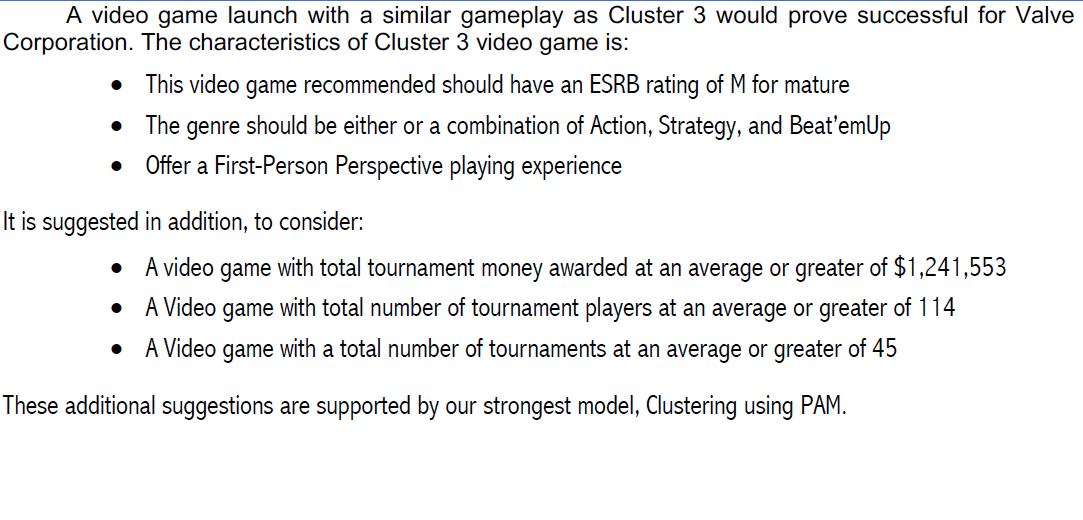 A video game launch with a similar gameplay as Cluster 3 would prove successful for Valve
Corporation. The characteristics of Cluster 3 video game is:
• This video game recommended should have an ESRB rating of M for mature
• The genre should be either or a combination of Action, Strategy, and Beat'emUp
• Offer a First-Person Perspective playing experience
It is suggested in addition, to consider:
• A video game with total tournament money awarded at an average or greater of $1,241,553
• A Video game with total number of tournament players at an average or greater of 114
• A Video game with a total number of tournaments at an average or greater of 45
These additional suggestions are supported by our strongest model, Clustering using PAM.